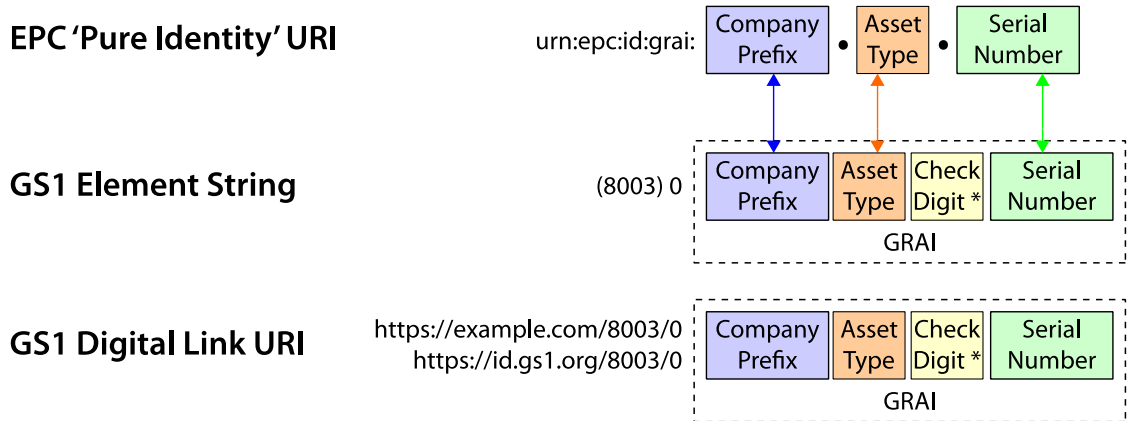 EPC ‘Pure Identity’ URI
urn:epc:id:grai:
Company
Prefix
•
Asset
Type
•
Serial
Number
GS1 Element String
(8003) 0
Company
Prefix
Asset
Type
Check
Digit *
Serial
Number
GRAI
GS1 Digital Link URI
https://example.com/8003/0
https://id.gs1.org/8003/0
Company
Prefix
Asset
Type
Check
Digit *
Serial
Number
GRAI